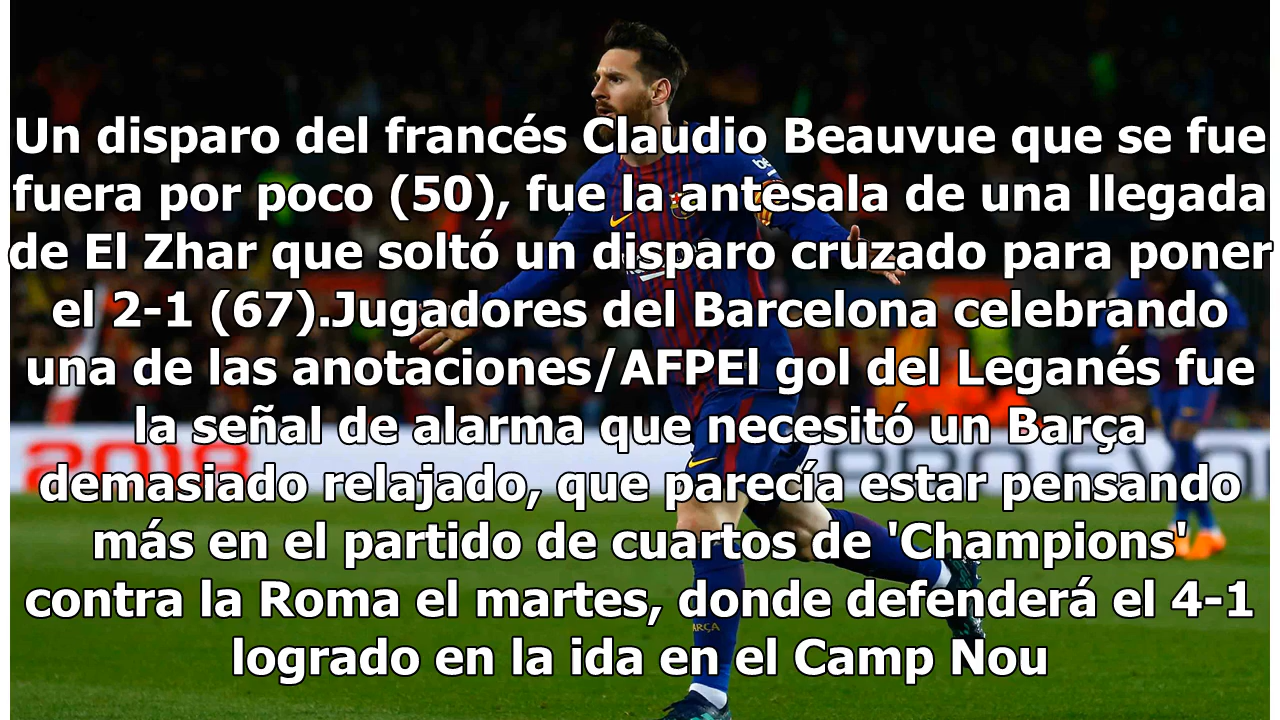 Un disparo del francés Claudio Beauvue que se fue
fuera por poco (50), fue la antesala de una llegada
de El Zhar que soltó un disparo cruzado para poner
el 2-1 (67).Jugadores del Barcelona celebrando
una de las anotaciones/AFPEl gol del Leganés fue
la señal de alarma que necesitó un Barça
demasiado relajado, que parecía estar pensando
más en el partido de cuartos de 'Champions'
contra la Roma el martes, donde defenderá el 4-1
logrado en la ida en el Camp Nou
2018
BARÇA